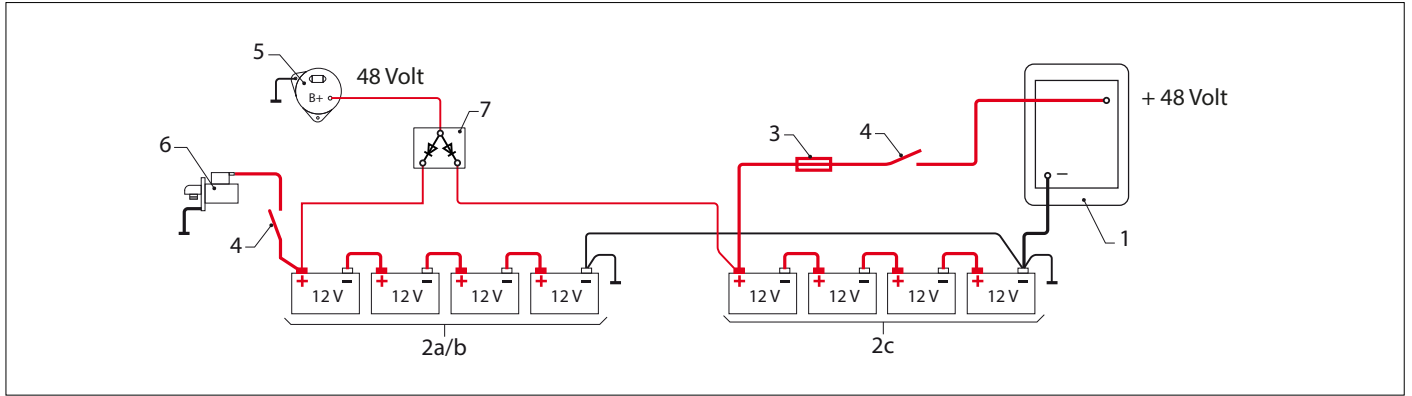 5
48 Volt
B+
7
+ 48 Volt
3
4
6
–
4
1
+ – + – + – + –
12 V 12 V 12 V 12 V
+ – + – + – + –
12 V 12 V 12 V 12 V
2a/b
2c